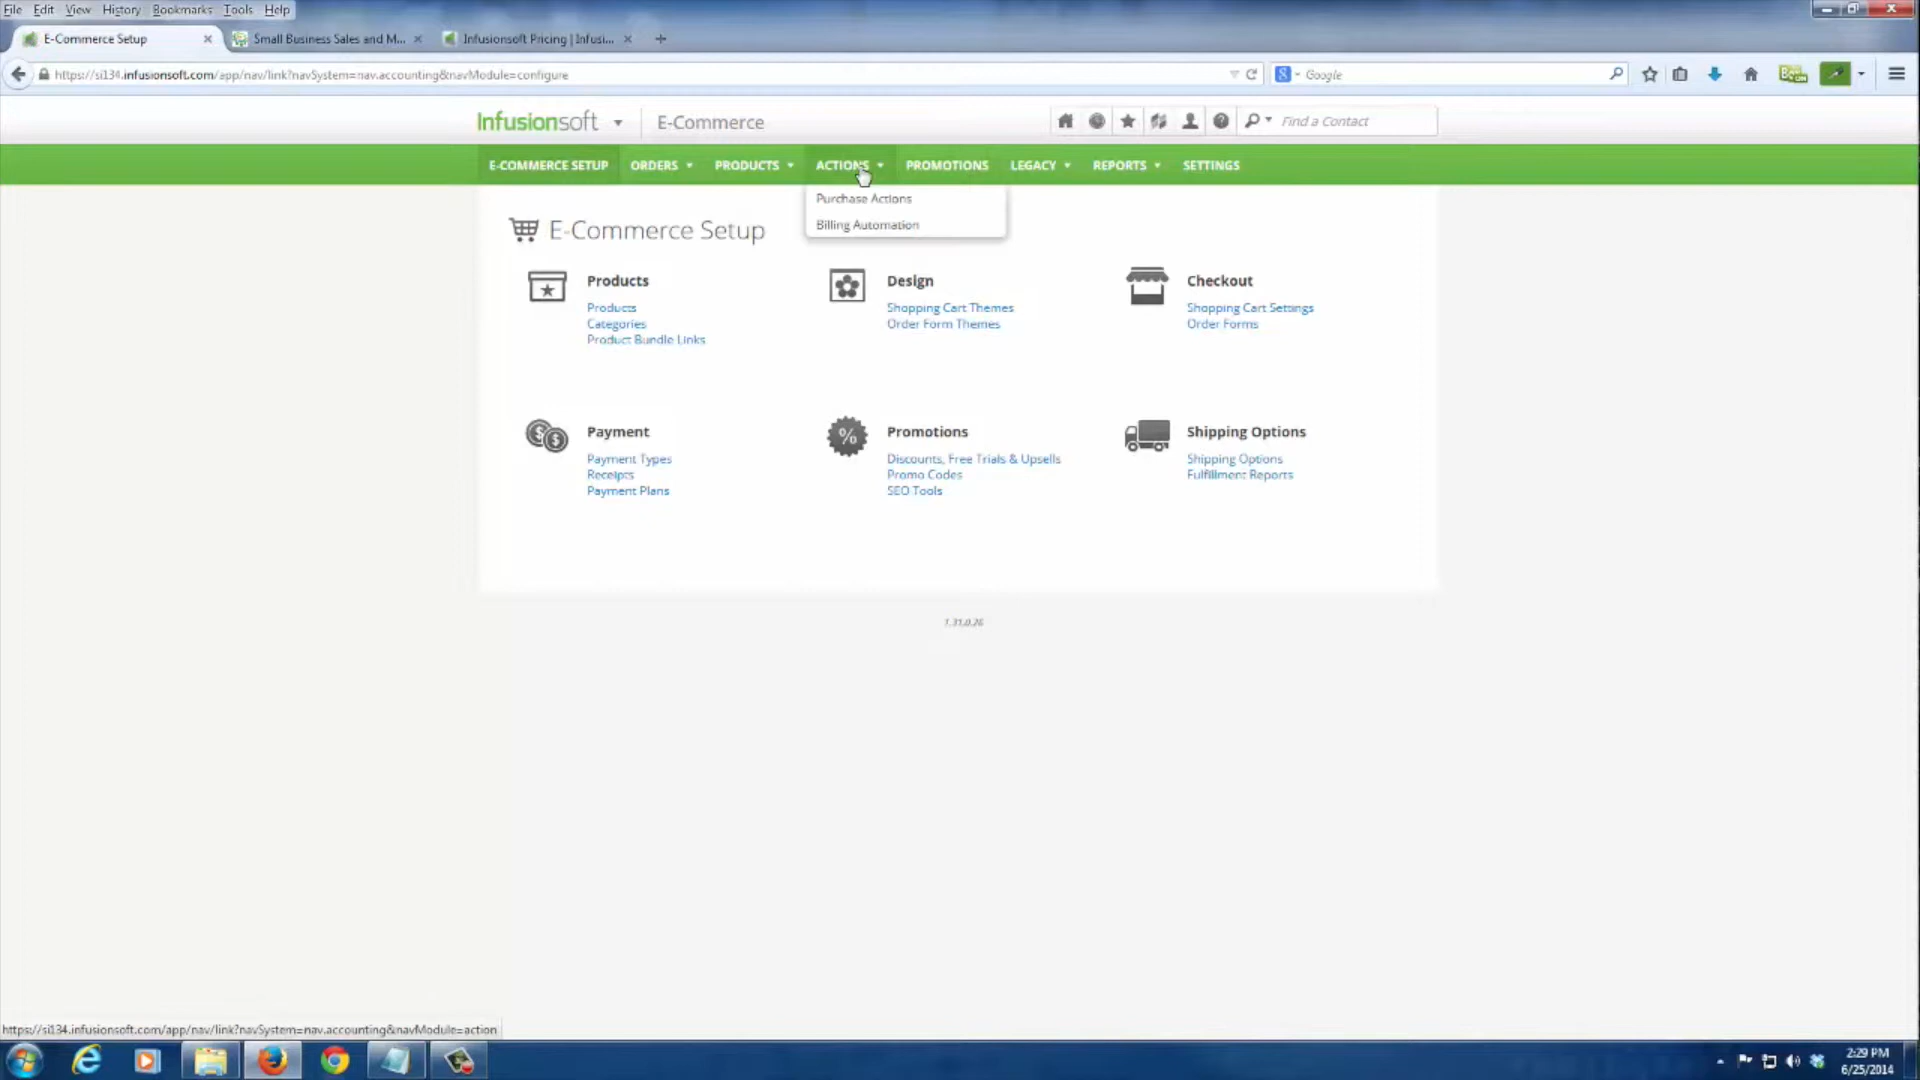 File Edit View History Bookmarks Tools Help
E-Commerce Setup
Small Business Sales and M...
Infusionsoft Pricing | Infusi...
https://si134.infusionsoft.com/app/nav/link?navSystem=nav.accounting&navModule=configure
Google
Infusionsoft
E-Commerce
Find a Contact
E-COMMERCE SETUP ORDERS PRODUCTS ACTIONS PROMOTIONS LEGACY REPORTS SETTINGS
Purchase Actions
Billing Automation
E-Commerce Setup
Products
Products
Categories
Product Bundle Links
Design
Shopping Cart Themes
Order Form Themes
Checkout
Shopping Cart Settings
Order Forms
Payment
Payment Types
Receipts
Payment Plans
Promotions
Discounts, Free Trials & Upsells
Promo Codes
SEO Tools
Shipping Options
Shipping Options
Fulfillment Reports
1.31.0.26
https://si134.infusionsoft.com/app/nav/link?navSystem=nav.accounting&navModule=action
2:29 PM
6/25/2014